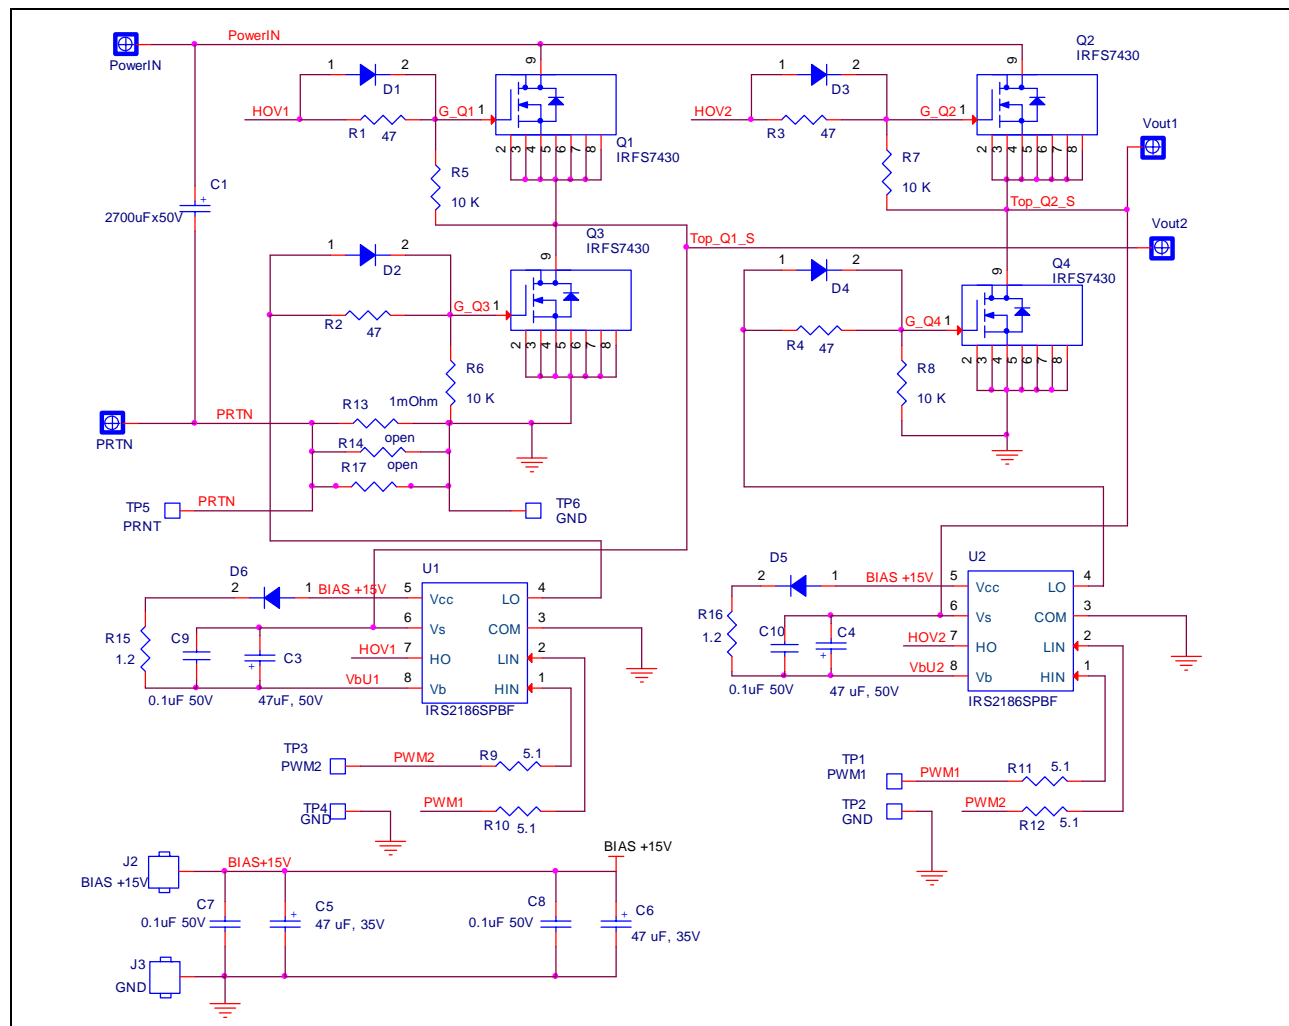 PowerIN
PowerIN
Q2
IRFS7430
1
2
D1
HOV1
R1
47
G_Q1
1
9
Q1
IRFS7430
2
3
4
5
6
7
8
R5
10 K
1
2
D3
HOV2
R3
47
G_Q2
1
9
2
3
4
5
6
7
8
R7
10 K
Vout1
C1
+
2700uFx50V
Top_Q2_S
Top_Q1_S
Vout2
1
2
D2
R2
47
G_Q3
1
Q3
IRFS7430
9
2
3
4
5
6
7
8
R6
10 K
1
2
D4
R4
47
G_Q4
1
Q4
IRFS7430
9
2
3
4
5
6
7
8
R8
10 K
PRTN
PRTN
R13
1mOhm
R14
open
R17
open
TP5
PRNT
PRTN
TP6
GND
D6
2
1
BIAS +15V
R15
1.2
C9
0.1uF 50V
C3
+
47uF, 50V
HOV1
VbU1
U1
5
Vcc
6
Vs
7
HO
8
Vb
LO
4
COM
3
LIN
2
HIN
1
IRS2186SPBF
D5
2
1
BIAS +15V
R16
1.2
C10
0.1uF 50V
C4
+
47 uF, 50V
HOV2
VbU2
U2
5
Vcc
6
Vs
7
HO
8
Vb
LO
4
COM
3
LIN
2
HIN
1
IRS2186SPBF
TP3
PWM2
PWM2
R9
5.1
TP4
GND
PWM1
R10
5.1
TP1
PWM1
PWM1
R11
5.1
TP2
GND
PWM2
R12
5.1
J2
BIAS +15V
BIAS+15V
BIAS +15V
C7
0.1uF 50V
C5
+
47 uF, 35V
C8
0.1uF 50V
C6
+
47 uF, 35V
J3
GND